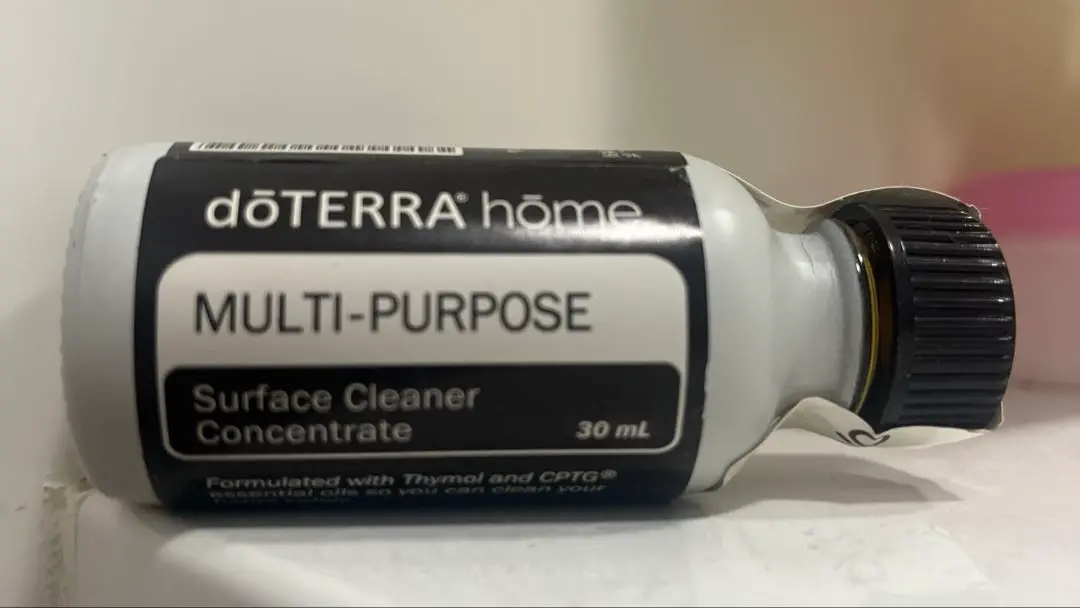 dōTERRA® hōme
MULTI-PURPOSE
Surface Cleaner
Concentrate
30 mL
Formulated with Thymol and CPTG®
essential oils so you can clean your